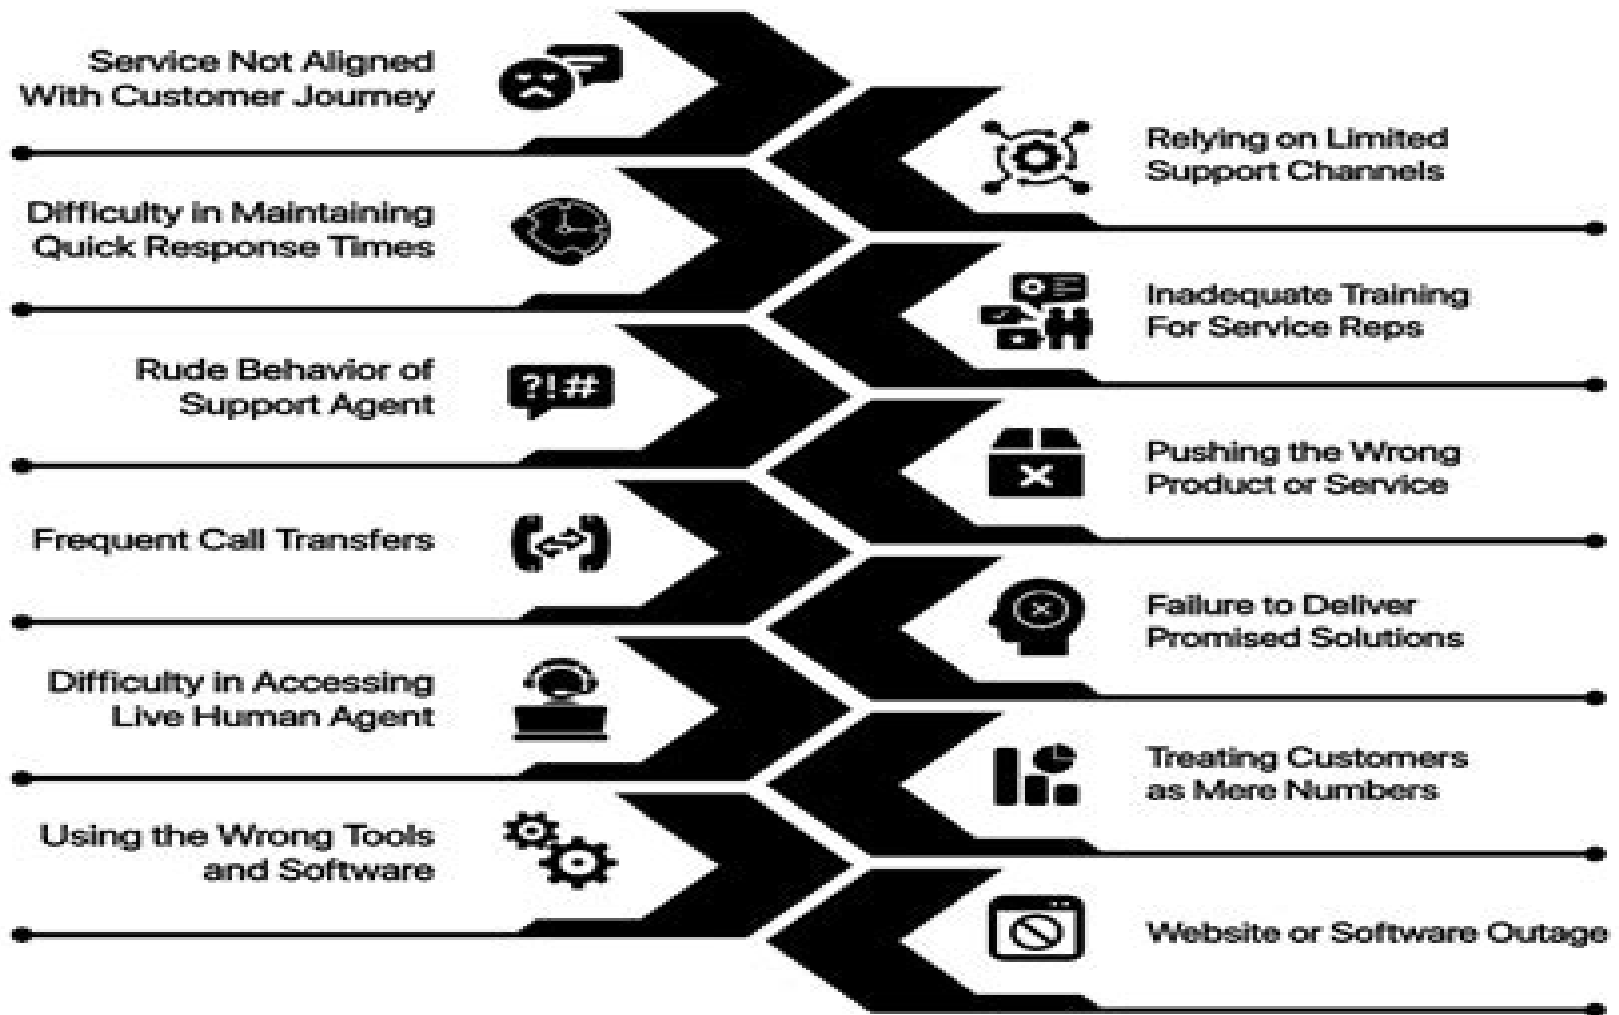 Service Not Aligned
With Customer Journey
Relying on Limited
Support Channels
Difficulty in Maintaining
Quick Response Times
Inadequate Training
For Service Reps
Rude Behavior of
Support Agent
?!#
Pushing the Wrong
Product or Service
Frequent Call Transfers
Failure to Deliver
Promised Solutions
Difficulty in Accessing
Live Human Agent
Treating Customers
as Mere Numbers
Using the Wrong Tools
and Software
Website or Software Outage